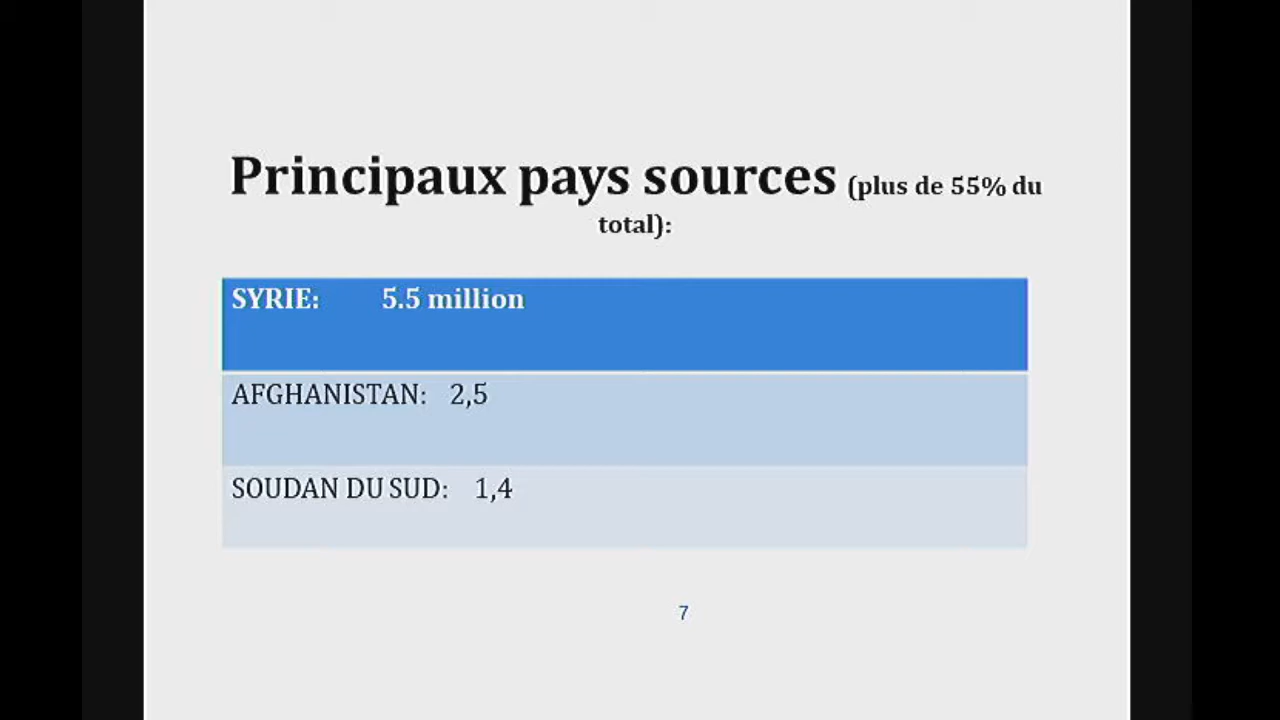 Principaux pays sources (plus de 55% du
total):
SYRIE: 5.5 million
AFGHANISTAN: 2,5
SOUDAN DU SUD: 1,4
7